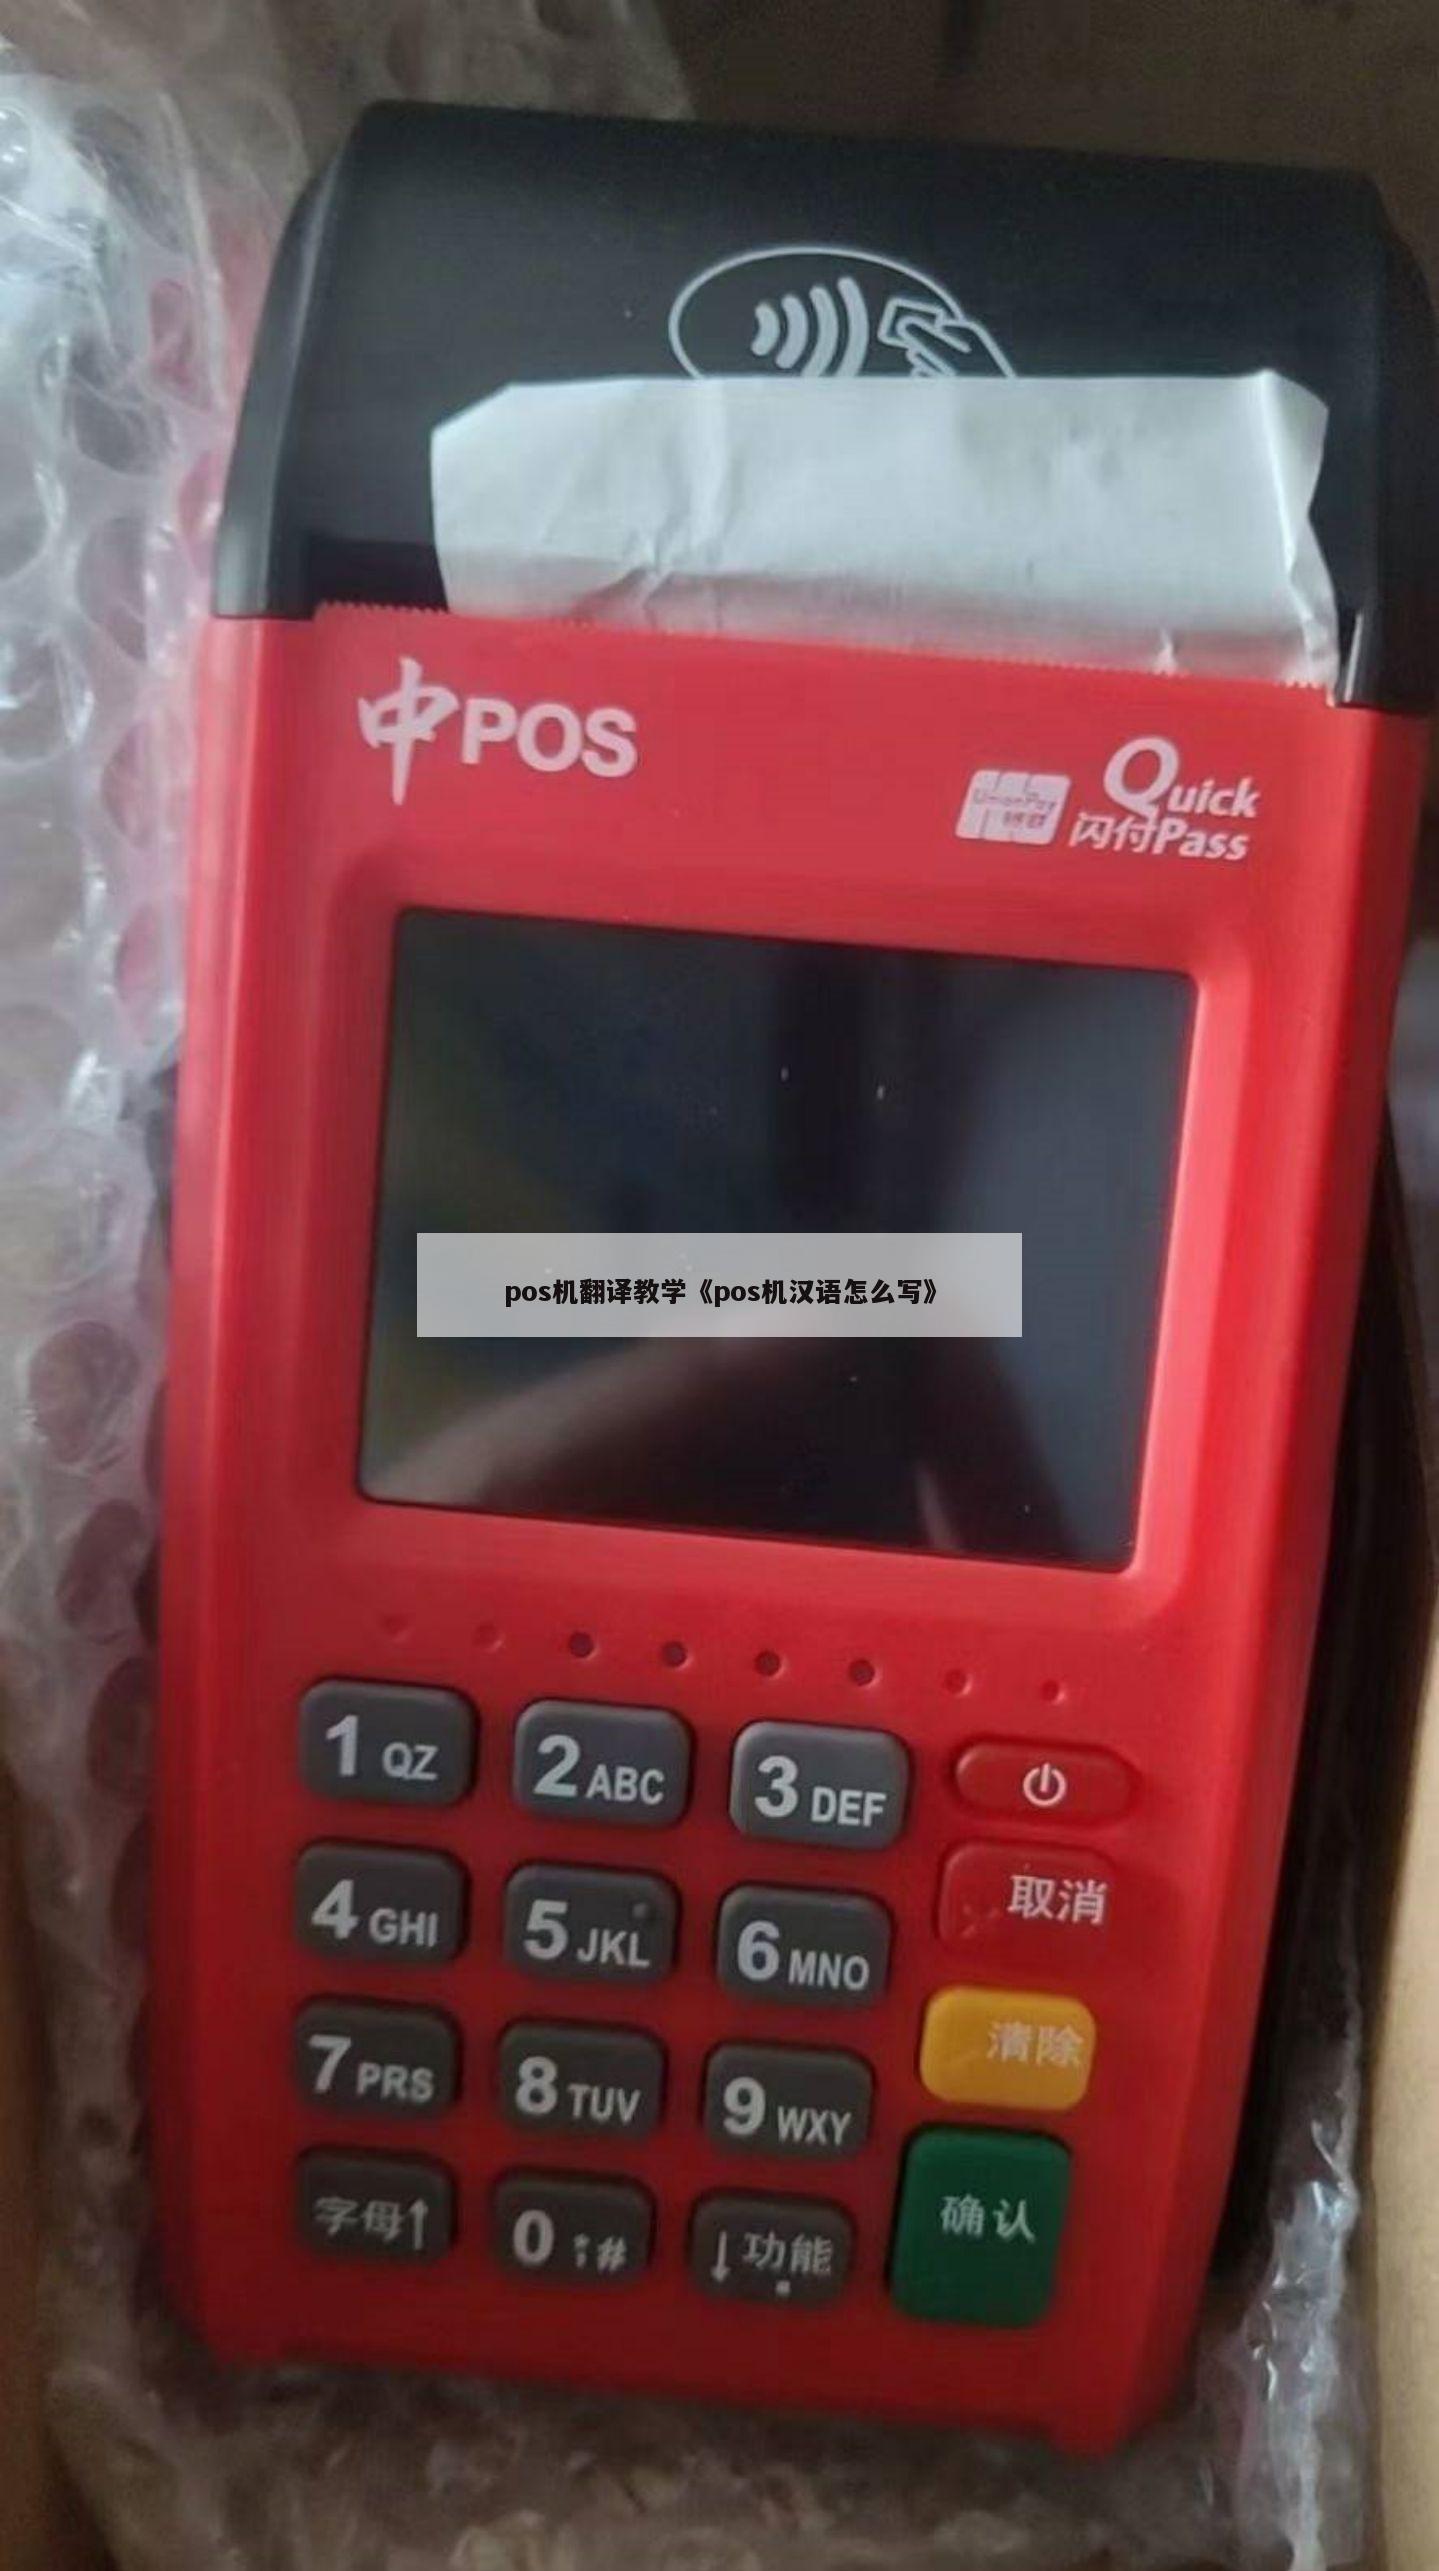 中POS
UnionPay
银联
Quick
闪付Pass
pos机翻译教学《pos机汉语怎么写》
1 QZ
2 ABC
3 DEF
取消
4 GHI
5 JKL
6 MNO
清除
7 PRS
8 TUV
9 WXY
确认
字母↑
0 *#
↓功能